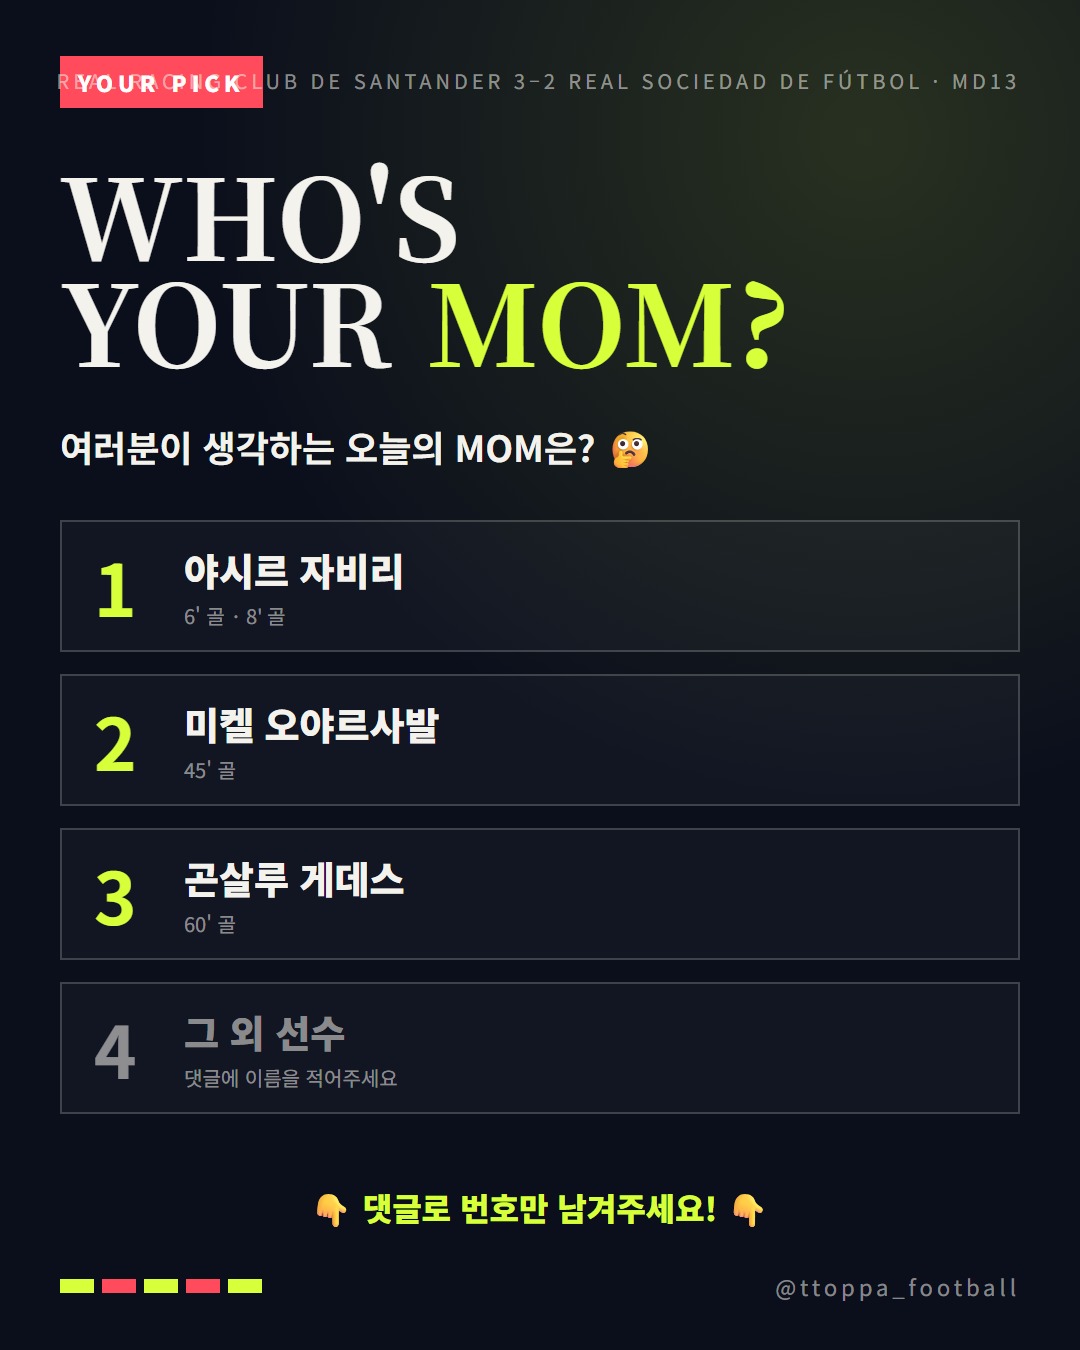 YOUR PICK
REAL RACING CLUB DE SANTANDER 3-2 REAL SOCIEDAD DE FÚTBOL · MD13
WHO'S
YOUR MOM?
여러분이 생각하는 오늘의 MOM은? 🤔
1
야시르 자비리
6' 골 · 8' 골
2
미켈 오야르사발
45' 골
3
곤살루 게데스
60' 골
4
그 외 선수
댓글에 이름을 적어주세요
👇 댓글로 번호만 남겨주세요! 👇
@ttoppa_football